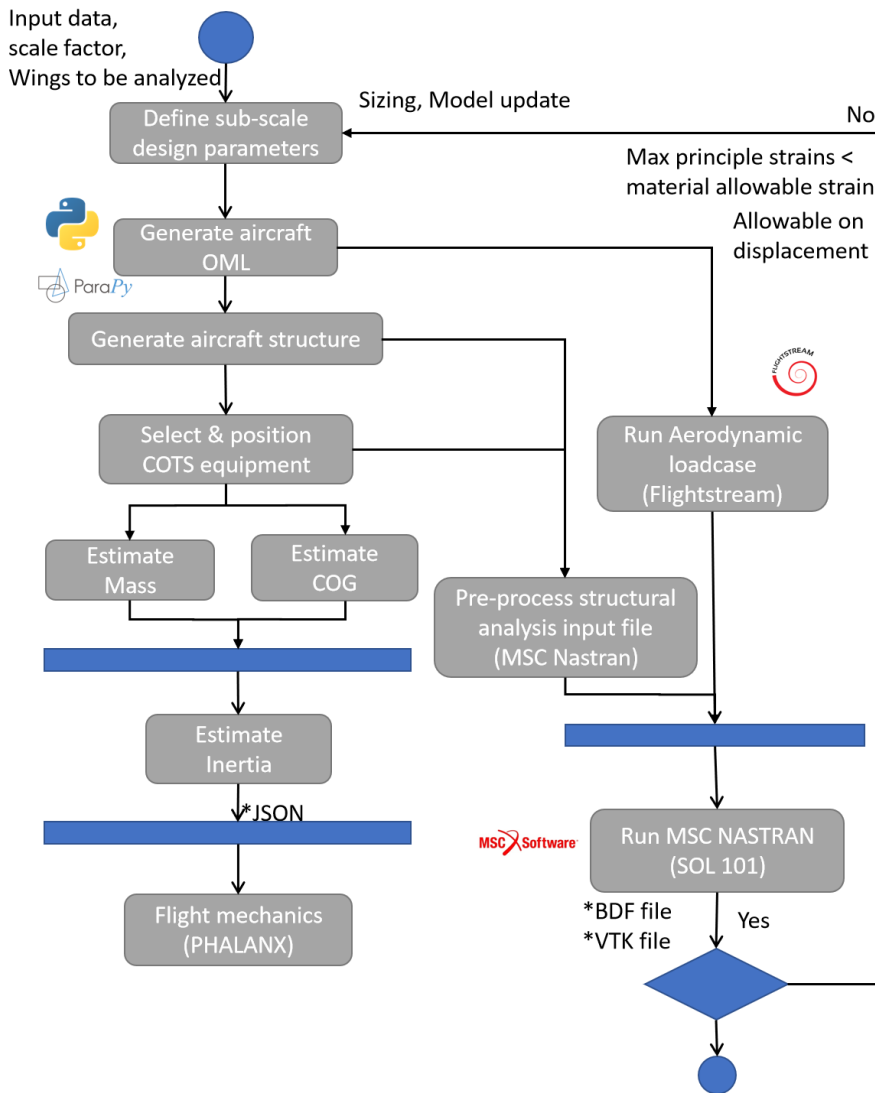 Input data,
scale factor,
Wings to be analyzed
Define sub-scale
design parameters
Sizing, Model update
No
Max principle strains <
material allowable strain
Allowable on
displacement
Generate aircraft
OML
ParaPy
Generate aircraft structure
FLIGHTSTREAM
Select & position
COTS equipment
Run Aerodynamic
loadcase
(Flightstream)
Estimate
Mass
Estimate
COG
Pre-process structural
analysis input file
(MSC Nastran)
Estimate
Inertia
*JSON
Flight mechanics
(PHALANX)
MSC Software
Run MSC NASTRAN
(SOL 101)
*BDF file
*VTK file
Yes